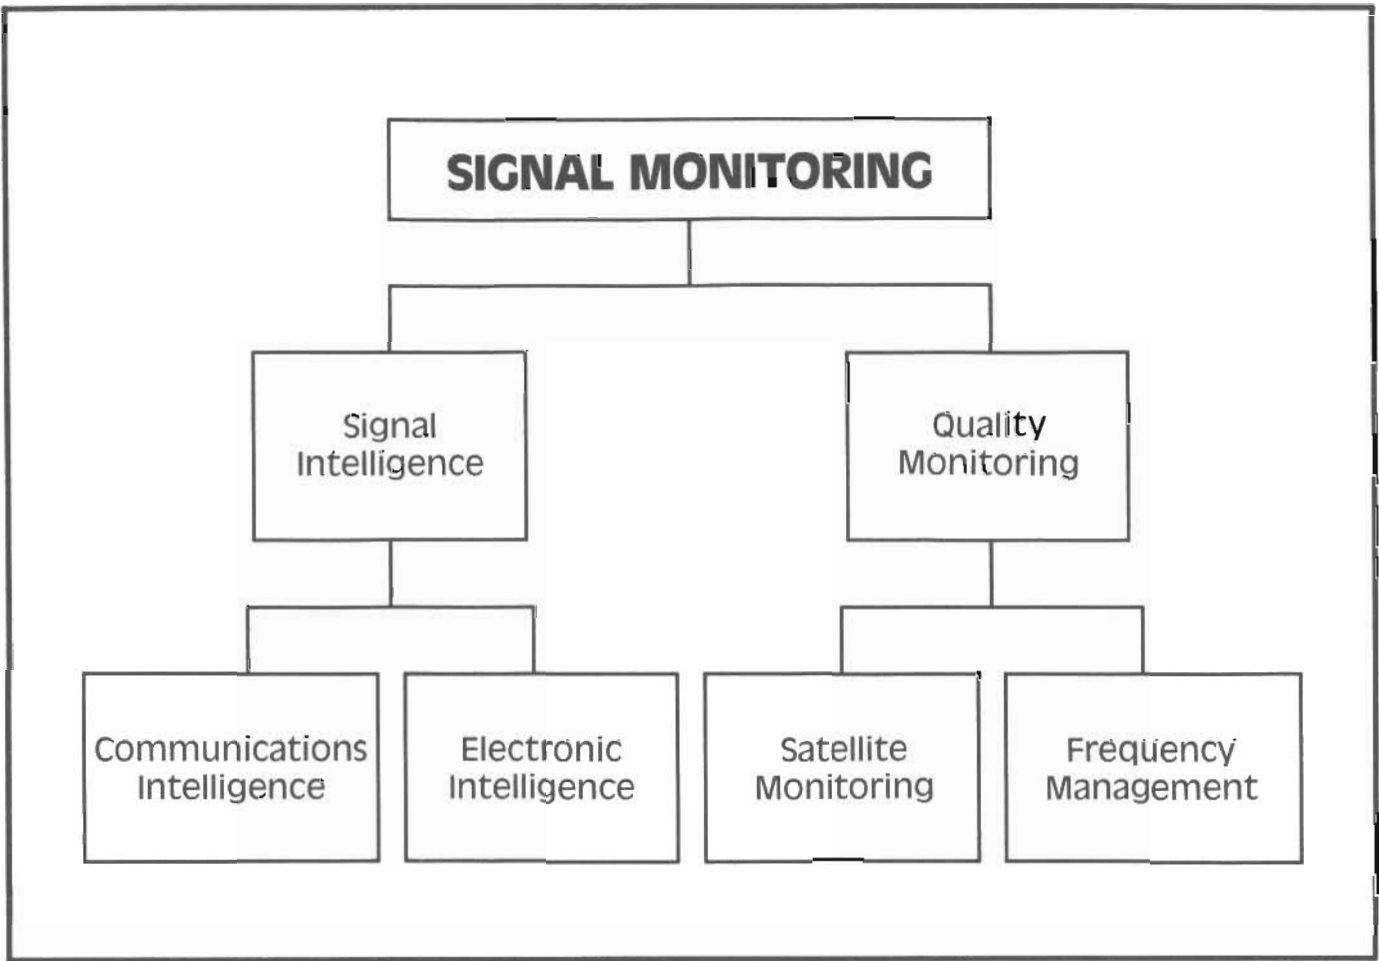 SIGNAL MONITORING
Signal
Intelligence
Quality
Monitoring
Communications
Intelligence
Electronic
Intelligence
Satellite
Monitoring
Frequency
Management